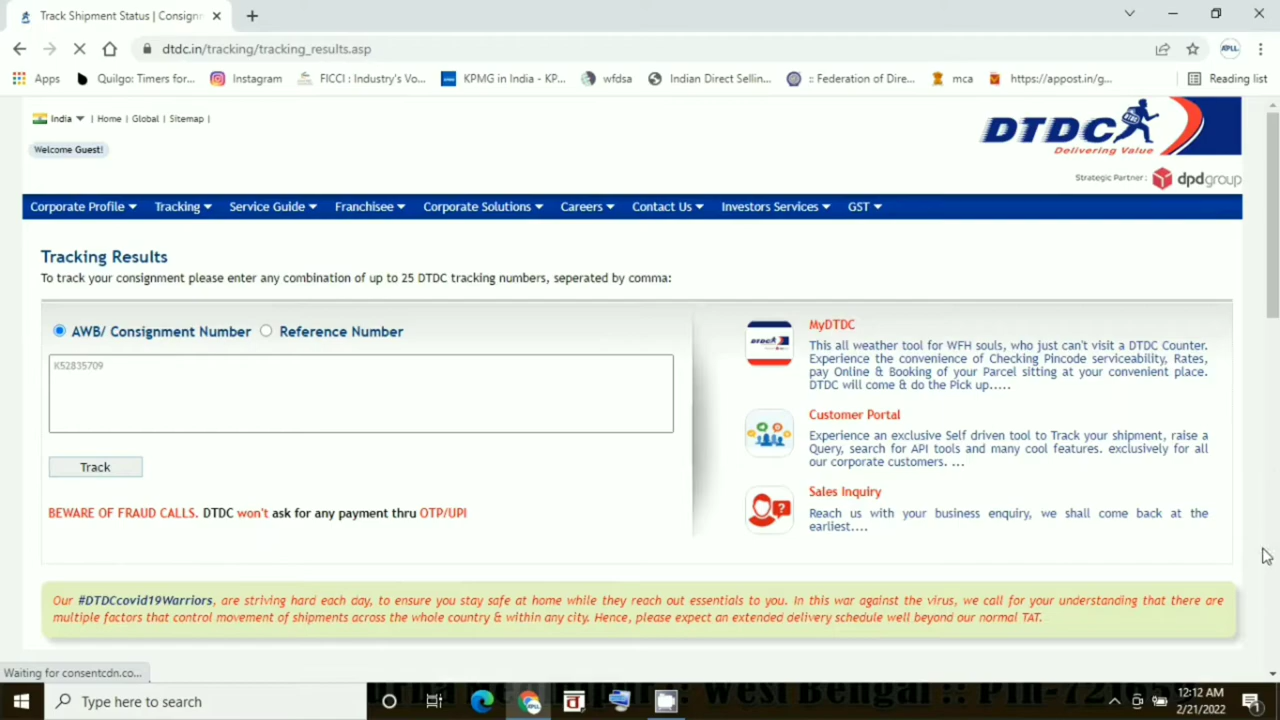 Track Shipment Status | Consignm
dtdc.in/tracking/tracking_results.asp
APLL
Apps
Quilgo: Timers for...
Instagram
FICCI : Industry's Vo...
KPMG in India - KP...
wfdsa
Indian Direct Sellin...
:: Federation of Dire...
mca
https://appost.in/g...
Reading list
India | Home | Global | Sitemap |
Welcome Guest!
DTDC
Delivering Value
Strategic Partner : dpdgroup
Corporate Profile Tracking Service Guide Franchisee Corporate Solutions Careers Contact Us Investors Services GST
Tracking Results
To track your consignment please enter any combination of up to 25 DTDC tracking numbers, seperated by comma:
AWB/ Consignment Number Reference Number
K52835709
Track
BEWARE OF FRAUD CALLS. DTDC won't ask for any payment thru OTP/UPI
MyDTDC
This all weather tool for WFH souls, who just can't visit a DTDC Counter.
Experience the convenience of Checking Pincode serviceability, Rates,
pay Online & Booking of your Parcel sitting at your convenient place.
DTDC will come & do the Pick up.....
Customer Portal
Experience an exclusive Self driven tool to Track your shipment, raise a
Query, search for API tools and many cool features. exclusively for all
our corporate customers. ...
Sales Inquiry
Reach us with your business enquiry, we shall come back at the
earliest....
Our #DTDCcovid19Warriors, are striving hard each day, to ensure you stay safe at home while they reach out essentials to you. In this war against the virus, we call for your understanding that there are
multiple factors that control movement of shipments across the whole country & within any city. Hence, please expect an extended delivery schedule well beyond our normal TAT.
Waiting for consentcdn.co...
West Bengal :: Pin-721
Type here to search
12:12 AM
2/21/2022